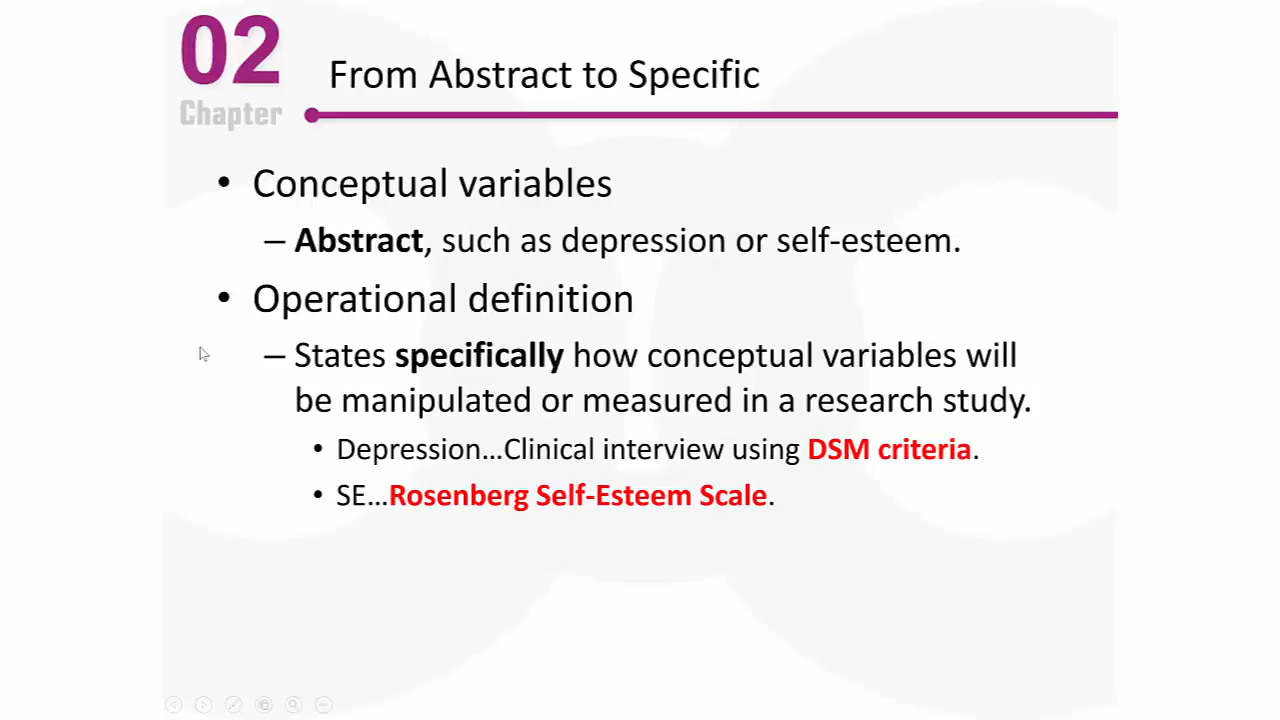 02
Chapter
From Abstract to Specific
• Conceptual variables
– Abstract, such as depression or self-esteem.
• Operational definition
– States specifically how conceptual variables will
be manipulated or measured in a research study.
• Depression…Clinical interview using DSM criteria.
• SE…Rosenberg Self-Esteem Scale.